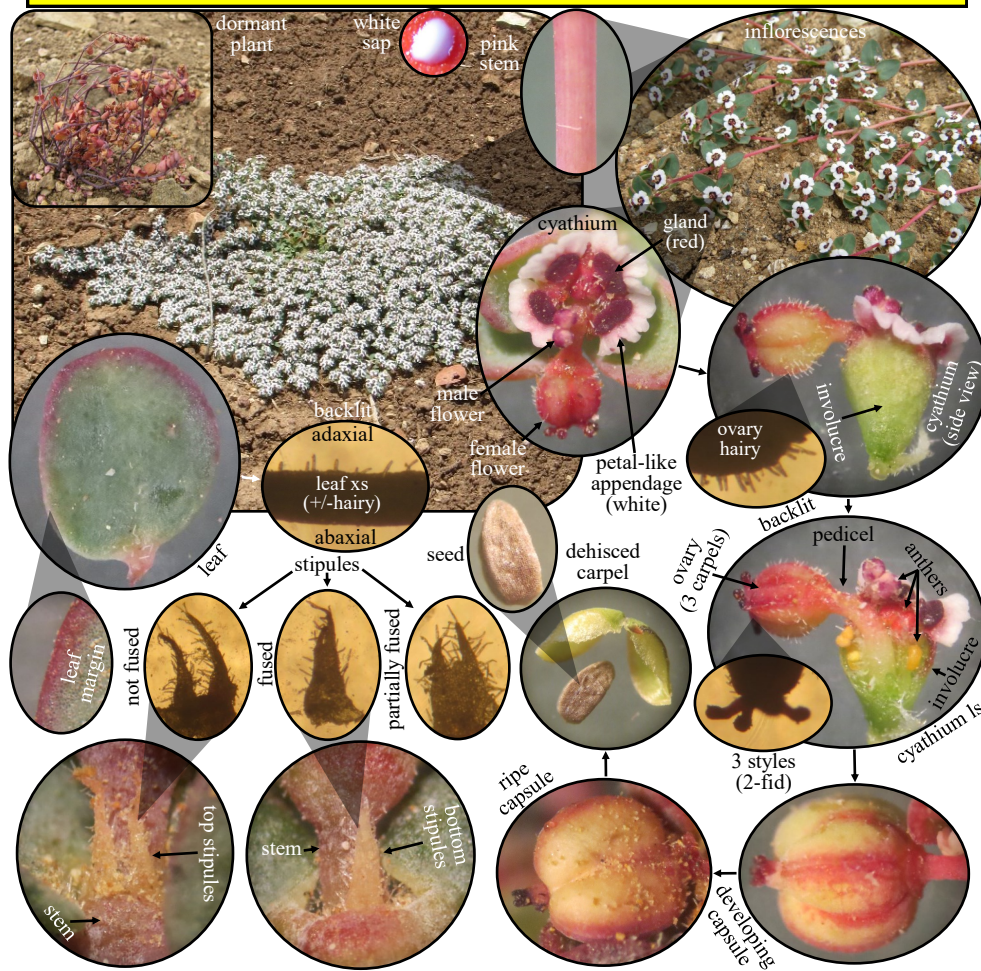 dormant
plant
white
sap
pink
stem
inflorescences
cyathium
gland
(red)
male
flower
female
flower
petal-like
appendage
(white)
involucre
cyathium
(side view)
ovary
hairy
backlit
backlit
adaxial
leaf xs
(+/-hairy)
abaxial
leaf
stipules
seed
dehisced
carpel
ovary
(3 carpels)
pedicel
anthers
involucre
cyathium ls
3 styles
(2-fid)
leaf
margin
not fused
fused
partially fused
top stipules
stem
stem
bottom
stipules
ripe
capsule
developing
capsule